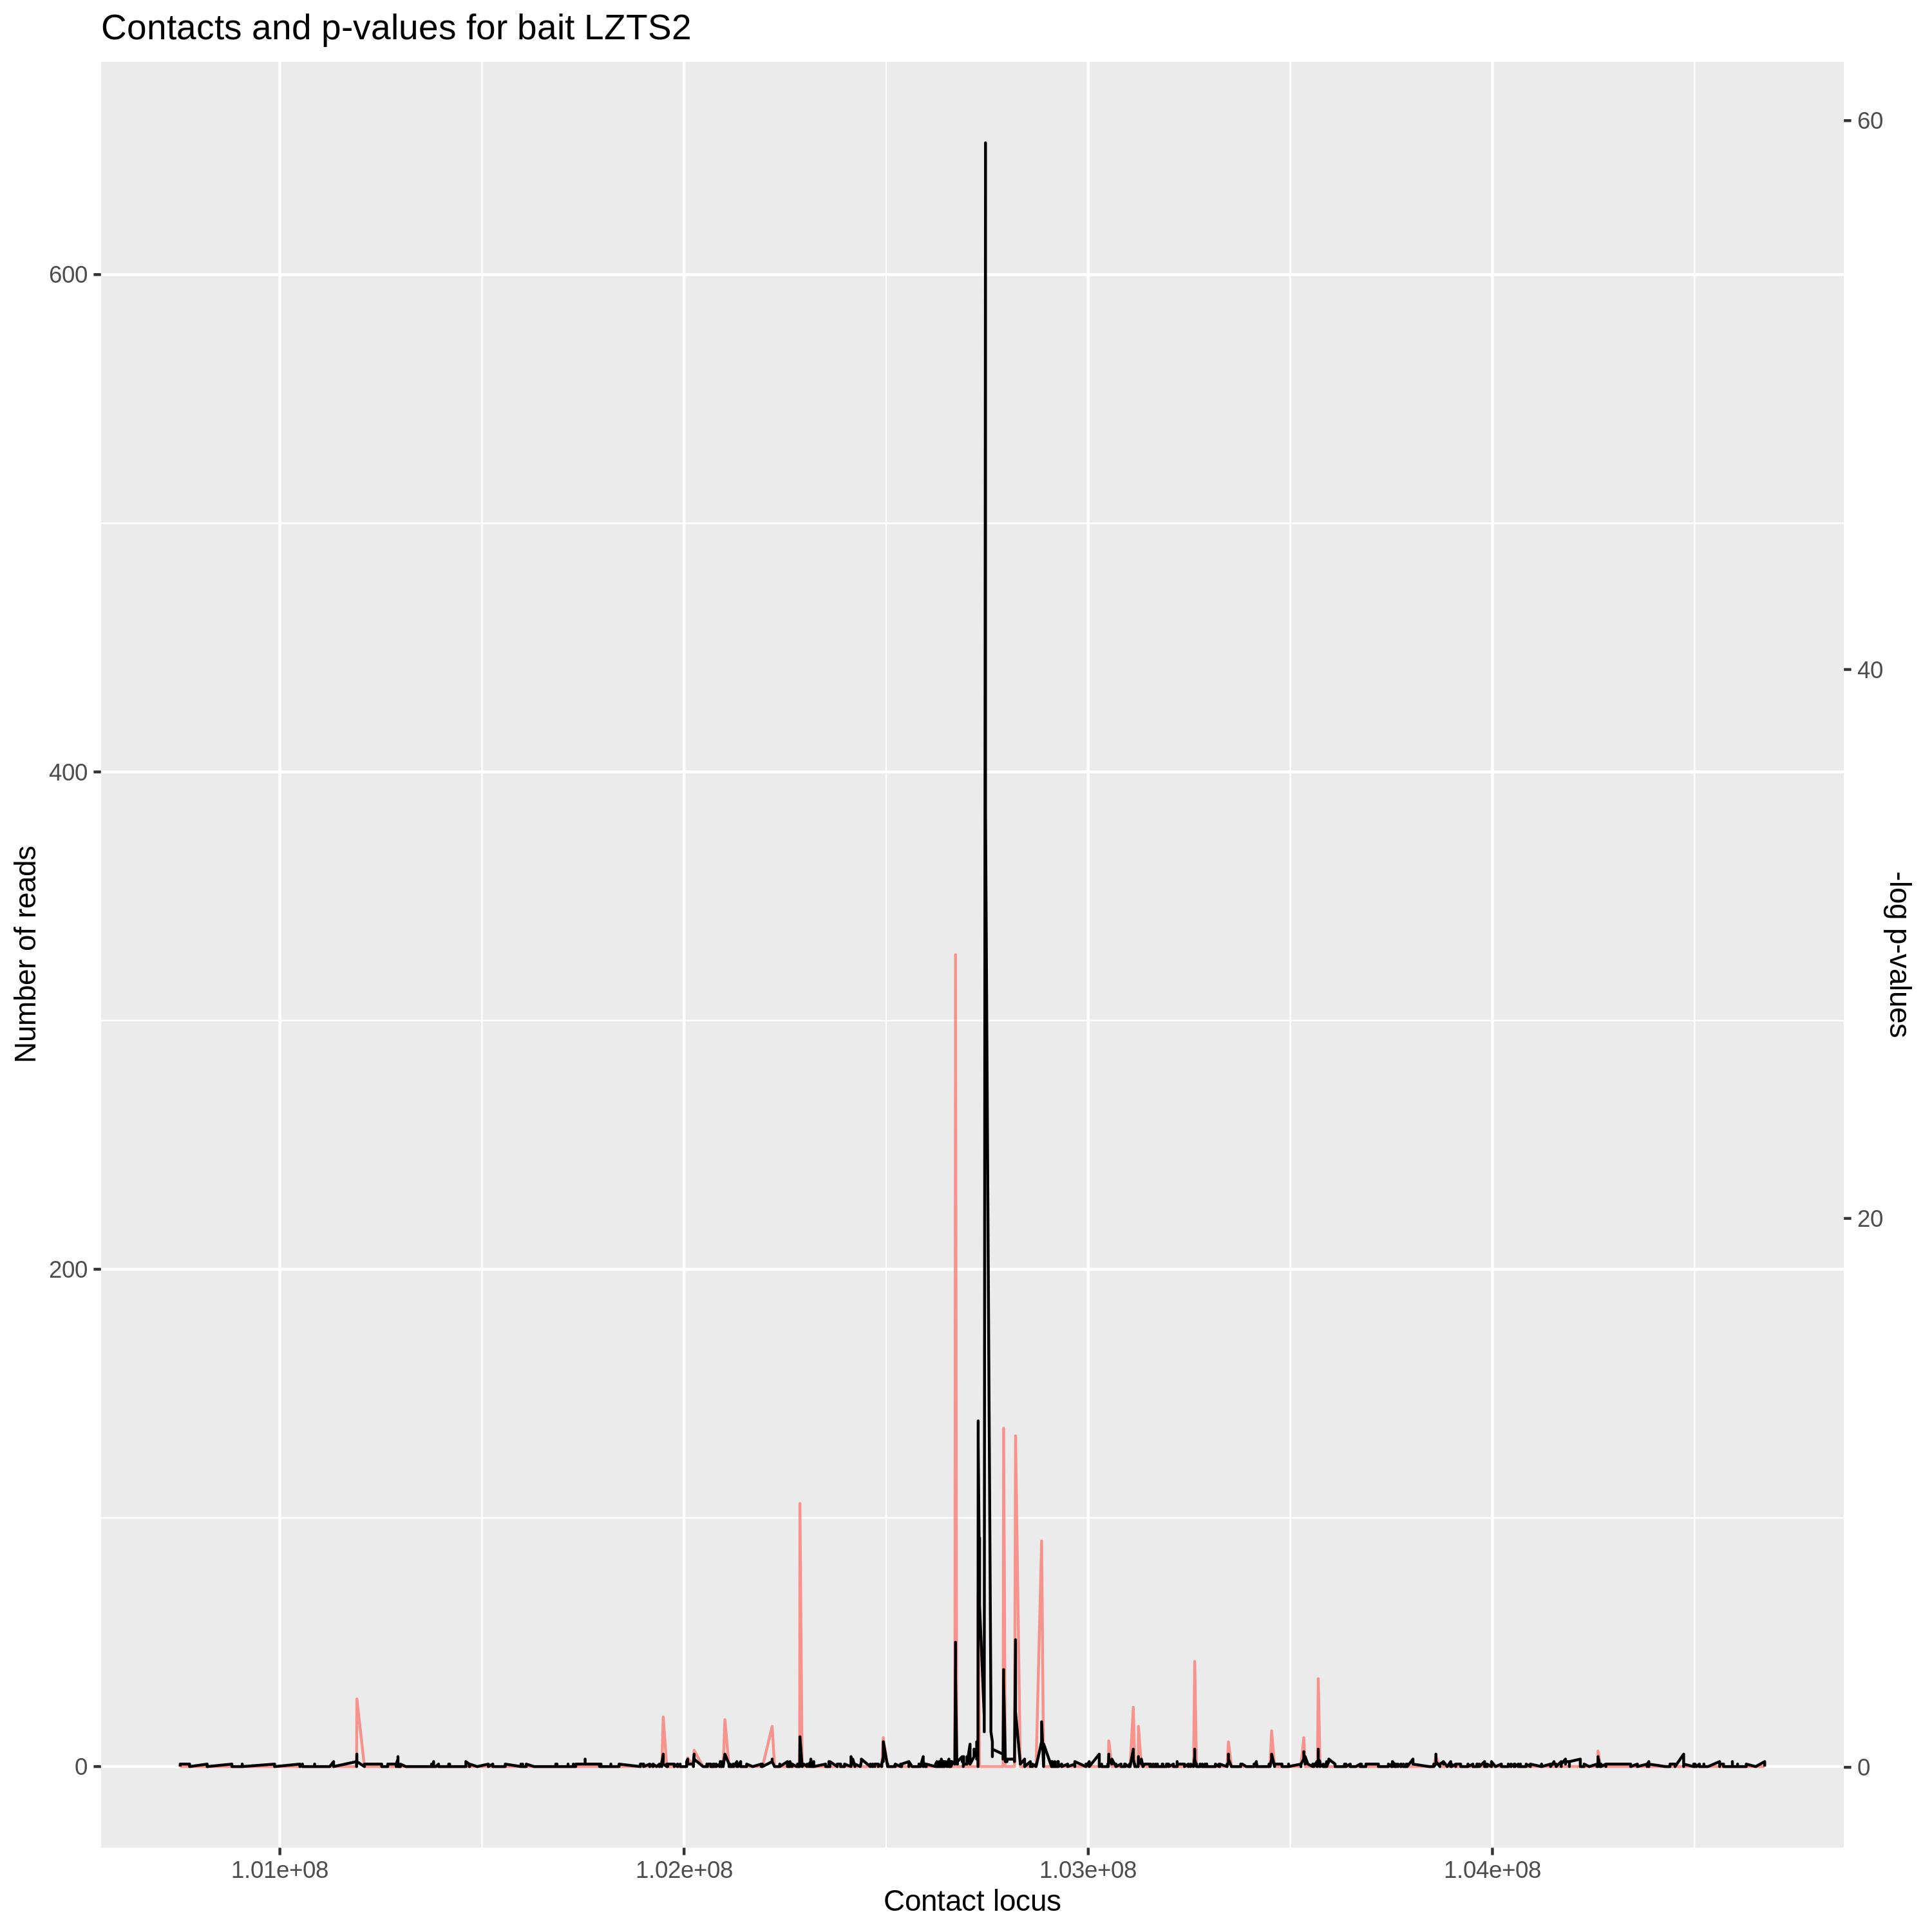 Contacts and p-values for bait LZTS2
Number of reads
600
400
200
0
60
40
20
0
-log p-values
1.01e+08
1.02e+08
1.03e+08
1.04e+08
Contact locus